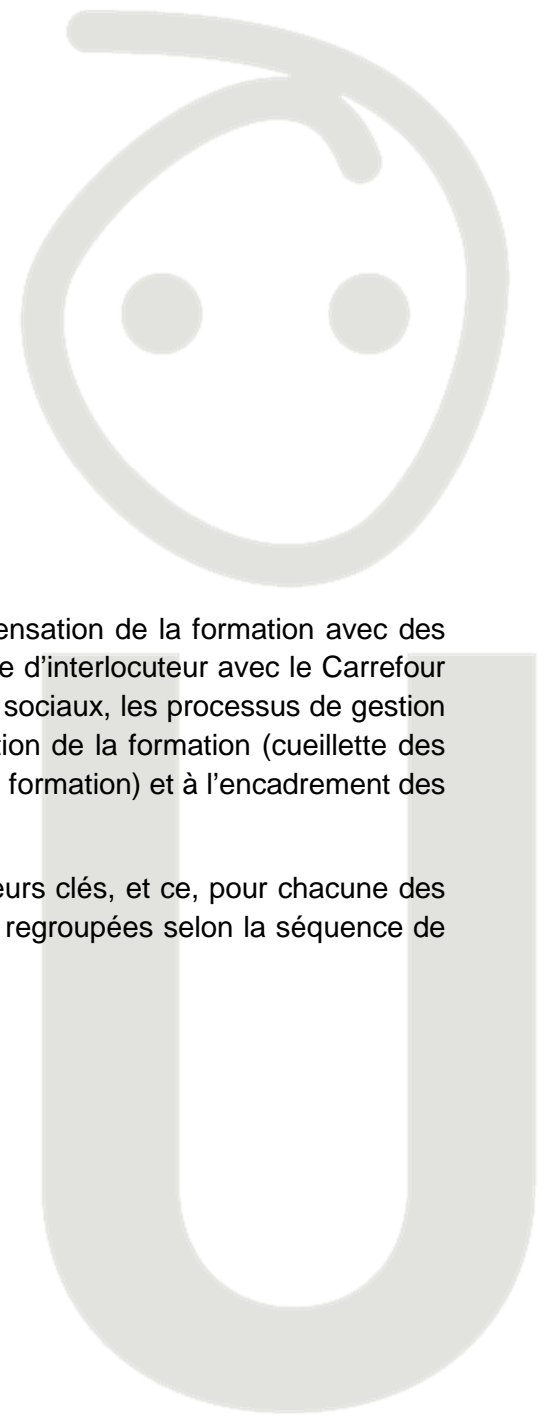 ensation de la formation avec des
e d'interlocuteur avec le Carrefour
sociaux, les processus de gestion
tion de la formation (cueillette des
formation) et à l'encadrement des
eurs clés, et ce, pour chacune des
regroupées selon la séquence de